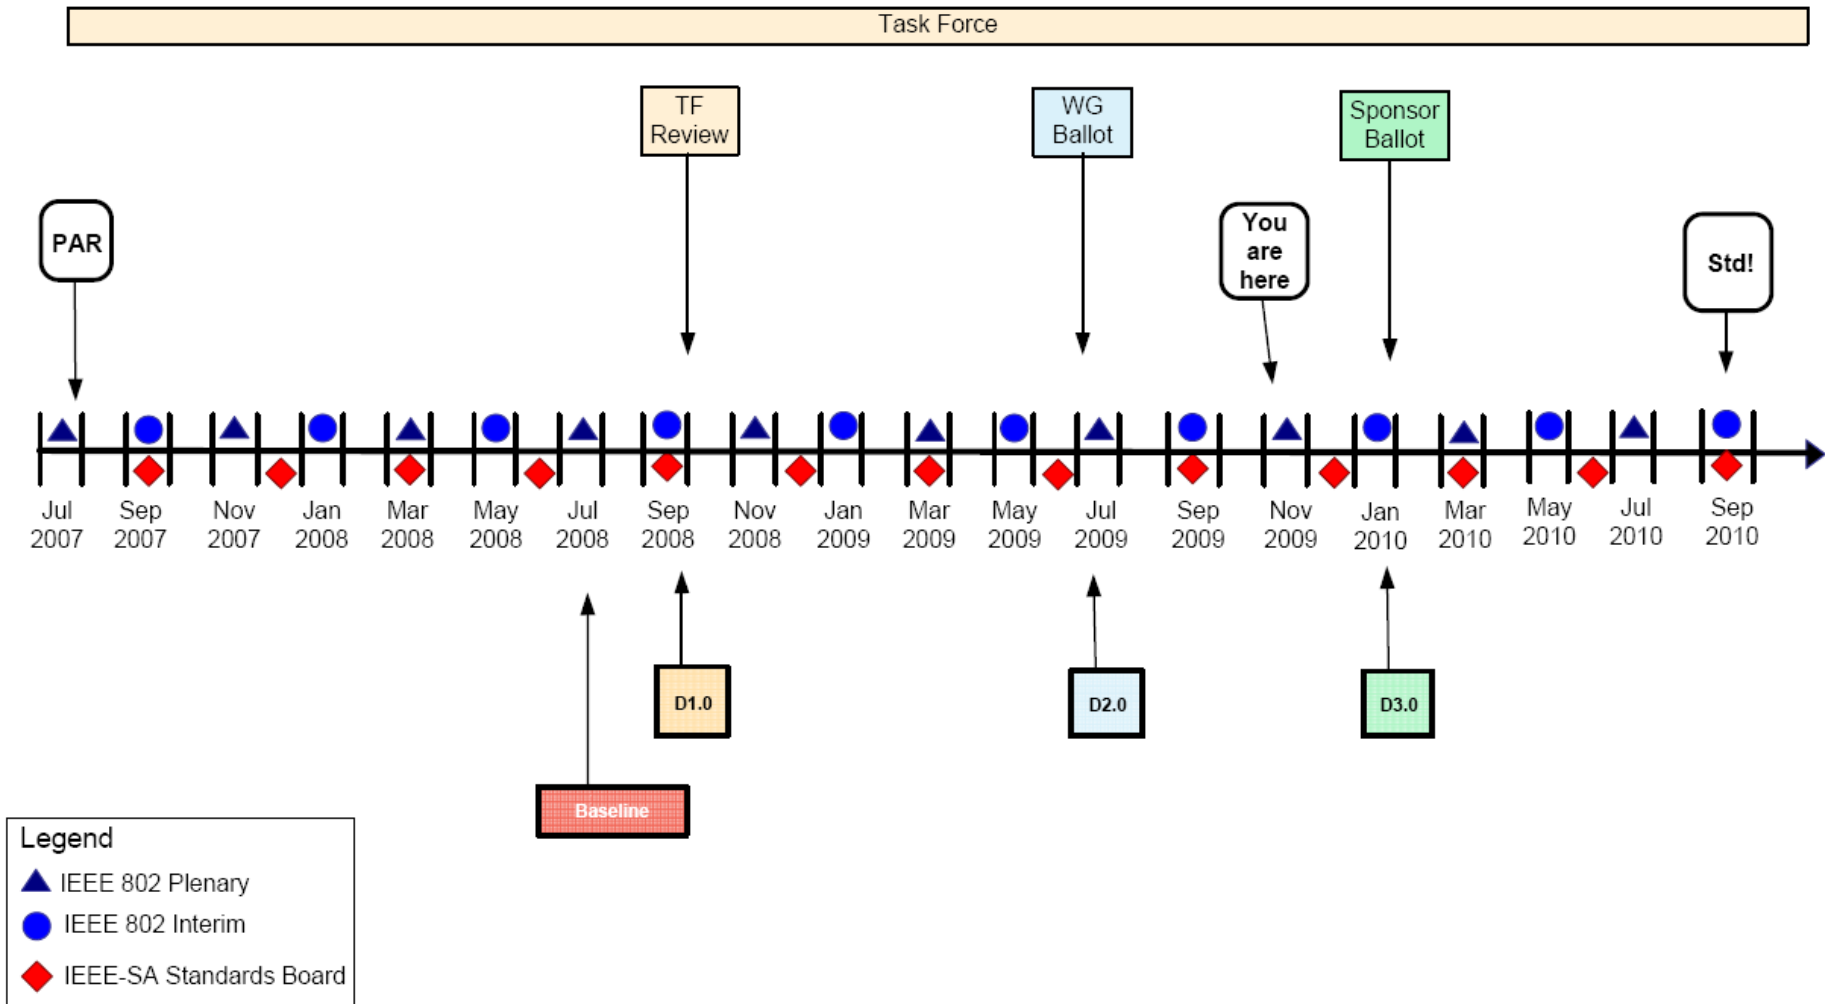 Task Force
TF
Review
WG
Ballot
Sponsor
Ballot
PAR
You
are
here
Std!
Jul
2007
Sep
2007
Nov
2007
Jan
2008
Mar
2008
May
2008
Jul
2008
Sep
2008
Nov
2008
Jan
2009
Mar
2009
May
2009
Jul
2009
Sep
2009
Nov
2009
Jan
2010
Mar
2010
May
2010
Jul
2010
Sep
2010
D1.0
D2.0
D3.0
Baseline
Legend
IEEE 802 Plenary
IEEE 802 Interim
IEEE-SA Standards Board